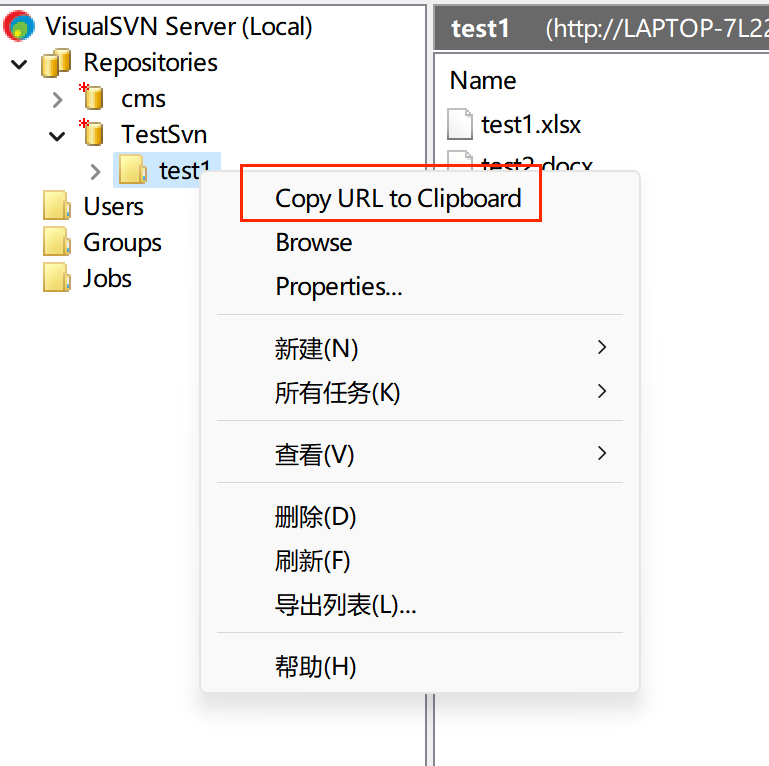 VisualSVN Server (Local)
Repositories
cms
TestSvn
test1
Users
Groups
Jobs
test1 (http://LAPTOP-7L22
Name
test1.xlsx
test2.docx
Copy URL to Clipboard
Browse
Properties...
新建(N)
所有任务(K)
查看(V)
删除(D)
刷新(F)
导出列表(L)...
帮助(H)